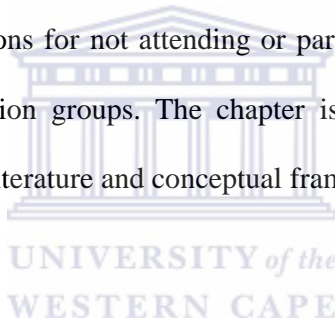 ons for not attending or par
ion groups. The chapter is
iterature and conceptual fran
UNIVERSITY of the
WESTERN CAPE